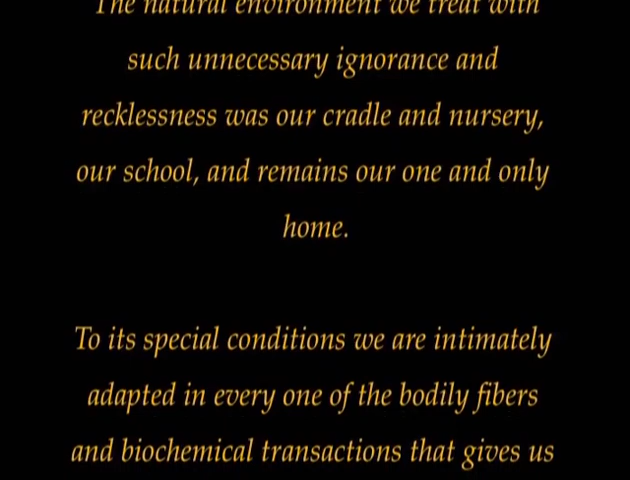 The natural environment we treat with
such unnecessary ignorance and
recklessness was our cradle and nursery,
our school, and remains our one and only
home.
To its special conditions we are intimately
adapted in every one of the bodily fibers
and biochemical transactions that gives us